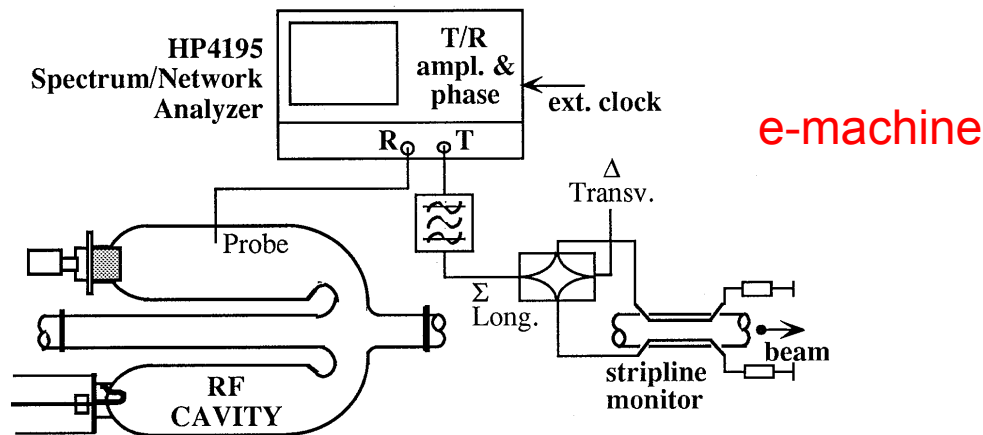 HP4195
Spectrum/Network
Analyzer
T/R
ampl. &
phase
ext. clock
e-machine
R
T
Δ
Transv.
Probe
Σ
Long.
beam
stripline
monitor
RF
CAVITY